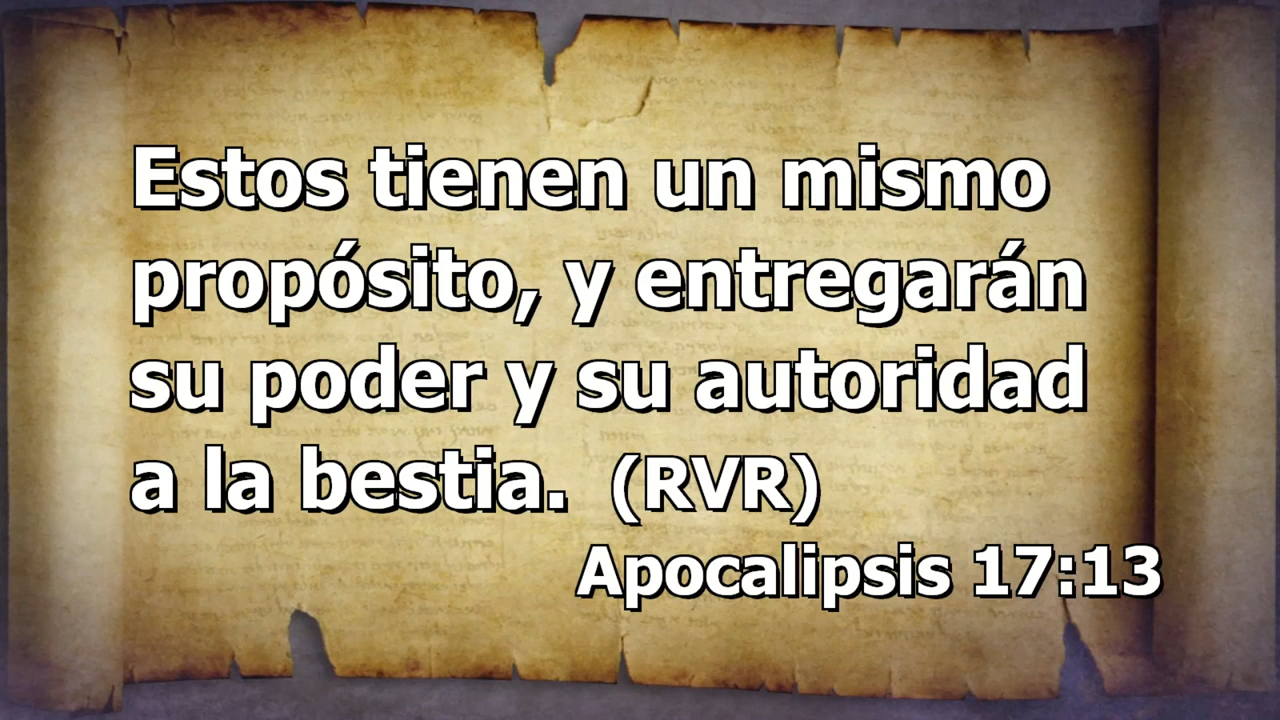 Estos tienen un mismo
propósito, y entregarán
su poder y su autoridad
a la bestia. (RVR)
Apocalipsis 17:13